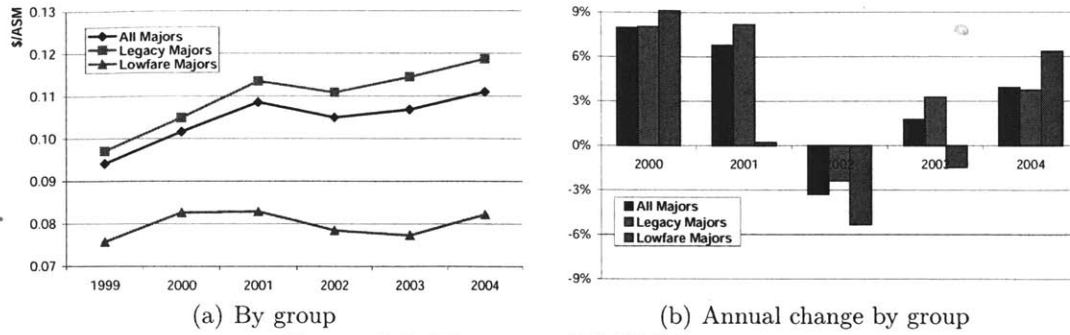 $/ASM
0.13
0.12
0.11
0.10
0.09
0.08
0.07
All Majors
Legacy Majors
Lowfare Majors
1999 2000 2001 2002 2003 2004
(a) By group
9%
6%
3%
0%
-3%
-6%
-9%
2000 2001 2002 2003 2004
All Majors
Legacy Majors
Lowfare Majors
(b) Annual change by group